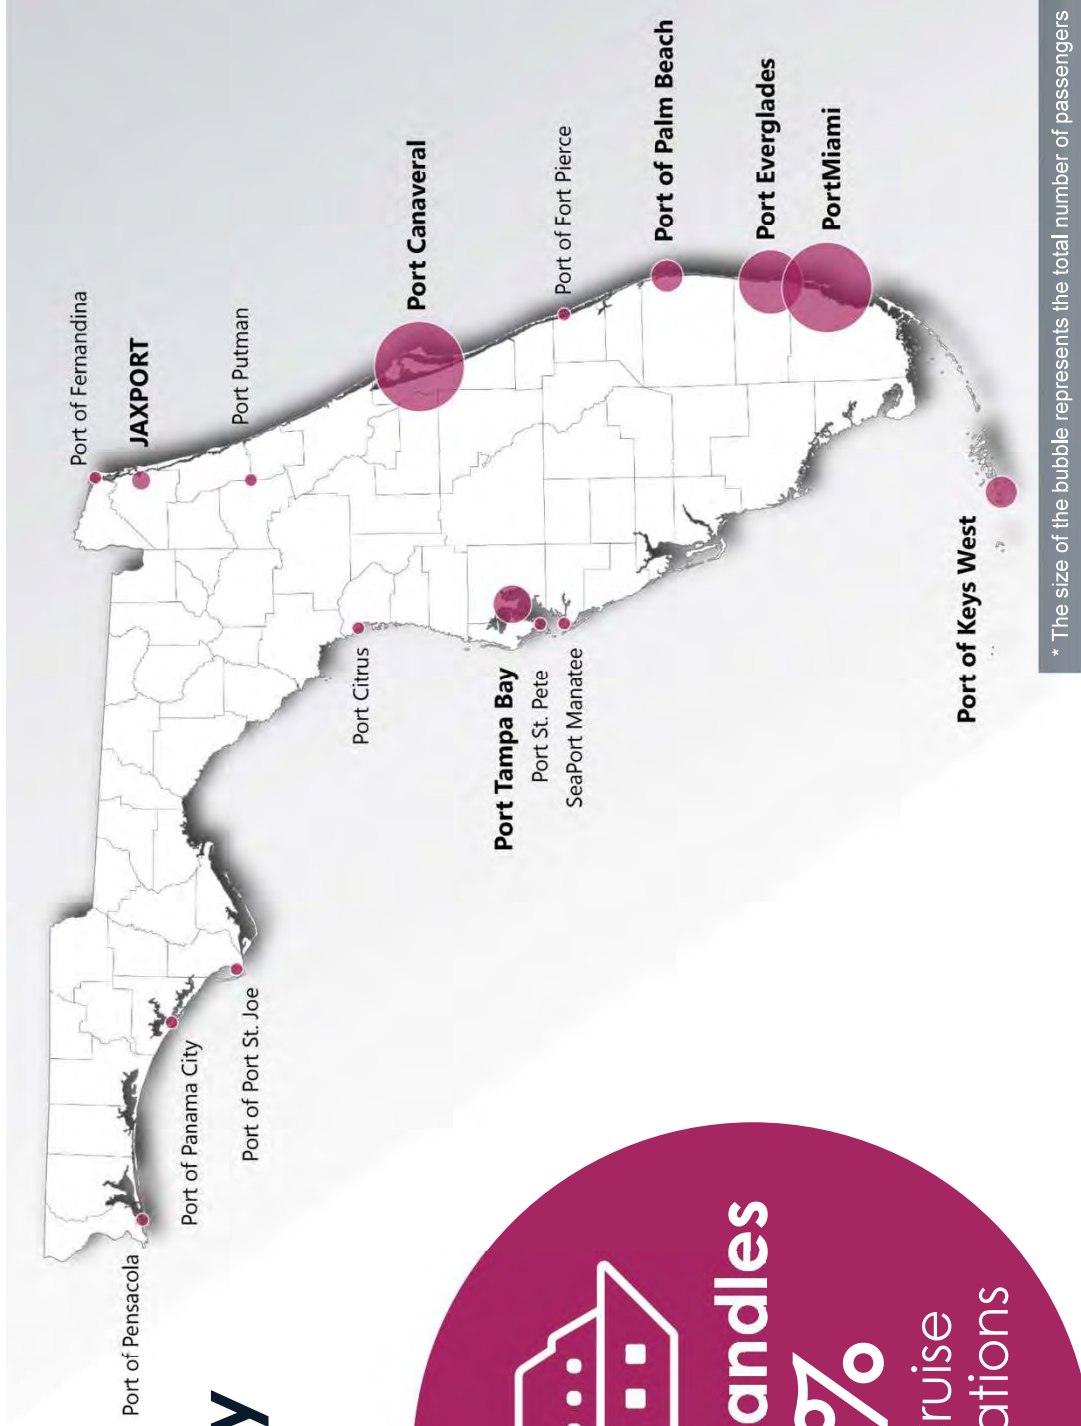 Port of Pensacola
Port of Panama City
Port of Port St. Joe
Port of Fernandina
JAXPORT
Port Putman
Port Citrus
Port Canaveral
Port Tampa Bay
Port St. Pete
SeaPort Manatee
Port of Fort Pierce
Port of Palm Beach
Port Everglades
PortMiami
Port of Keys West
* The size of the bubble represents the total number of passengers
y
andles
%
ruise
ations